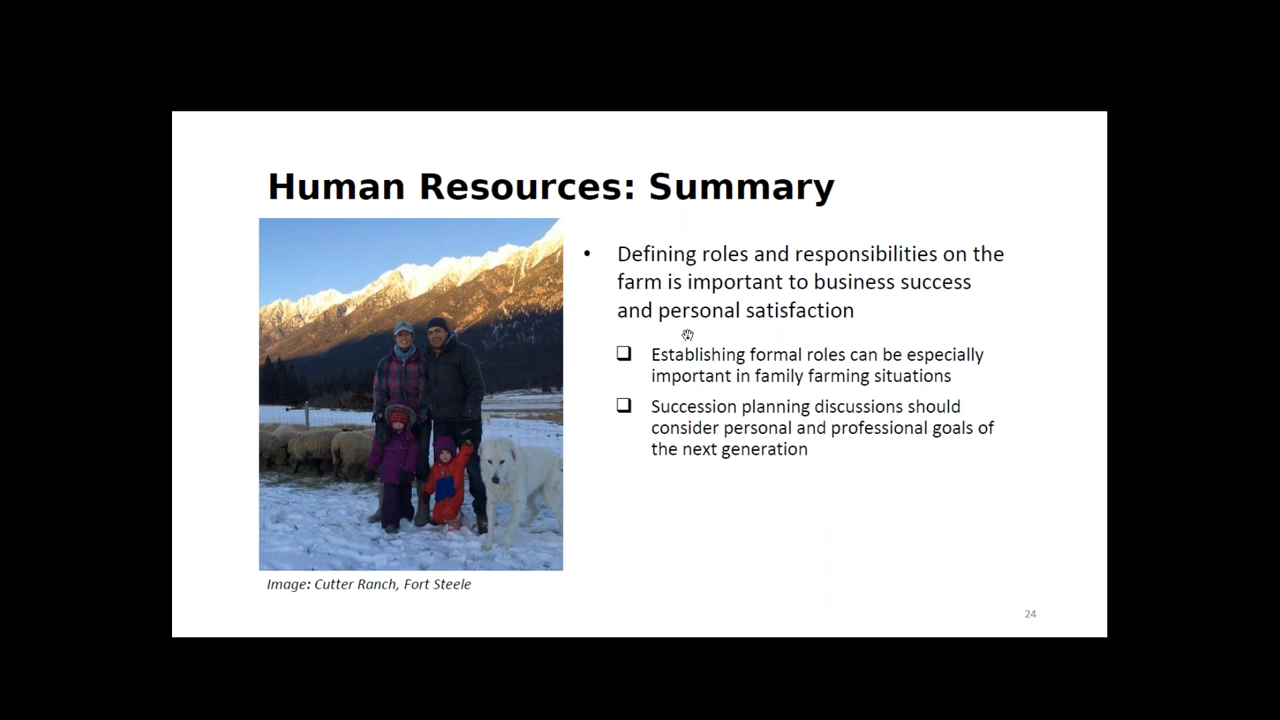 Human Resources: Summary
• Defining roles and responsibilities on the
farm is important to business success
and personal satisfaction
❑ Establishing formal roles can be especially
important in family farming situations
❑ Succession planning discussions should
consider personal and professional goals of
the next generation
Image: Cutter Ranch, Fort Steele
24